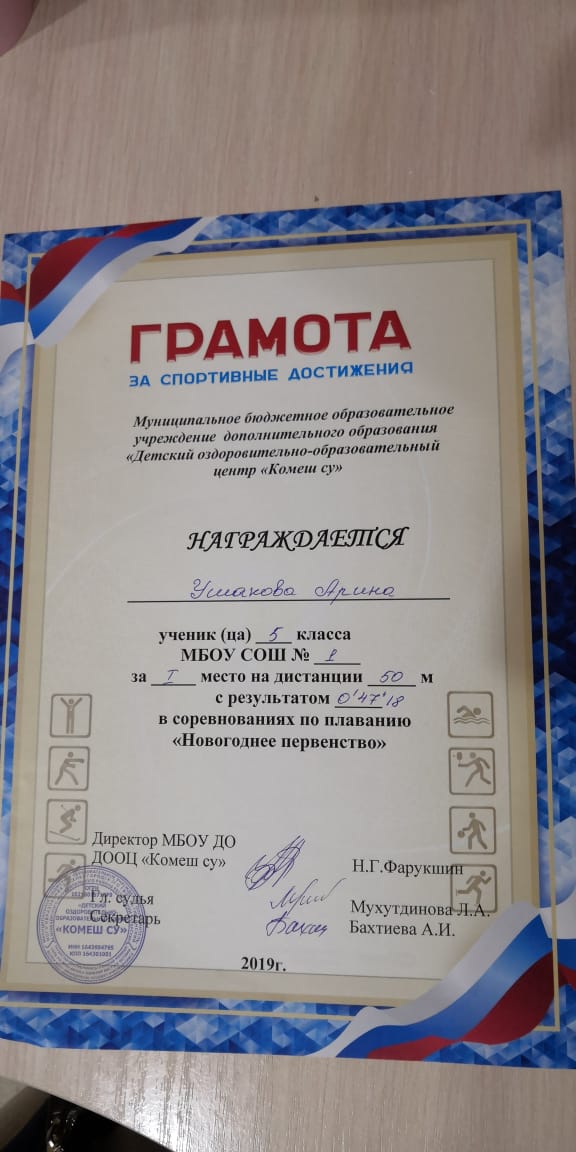 ГРАМОТА
ЗА СПОРТИВНЫЕ ДОСТИЖЕНИЯ
Муниципальное бюджетное образовательное
учреждение дополнительного образования
«Детский оздоровительно-образовательный
центр «Комеш су»
НАГРАЖДАЕТСЯ
Ушакова Арина
ученик (ца) 5 класса
МБОУ СОШ № 1
за I место на дистанции 50 м
с результатом 0'47'18
в соревнованиях по плаванию
«Новогоднее первенство»
Директор МБОУ ДО
ДООЦ «Комеш су»
Н.Г.Фарукшин
Гл. судья
Мухутдинова Л.А.
Секретарь
Бахтиева А.И.
«ДЕТСКИЙ
«КОМЕШ СУ»
2019г.